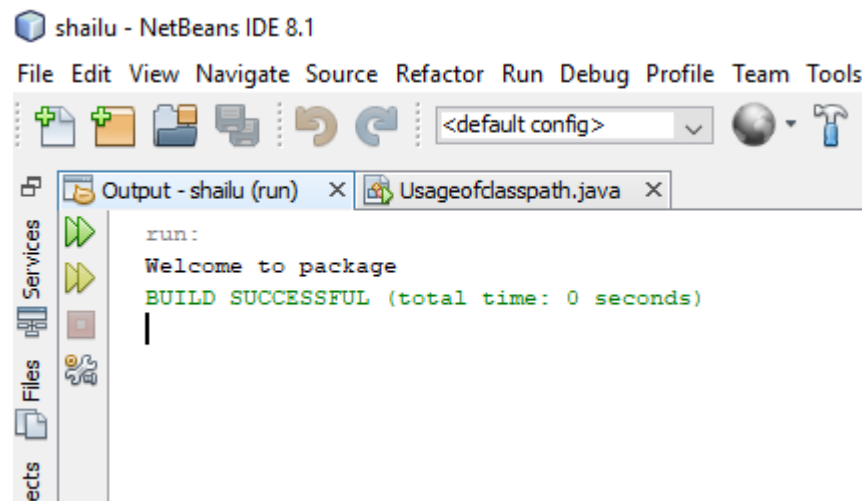 shailu - NetBeans IDE 8.1
File Edit View Navigate Source Refactor Run Debug Profile Team Tools
<default config>
Output - shailu (run)
Usageofclasspath.java
run:
Welcome to package
BUILD SUCCESSFUL (total time: 0 seconds)
Services
Files
ects